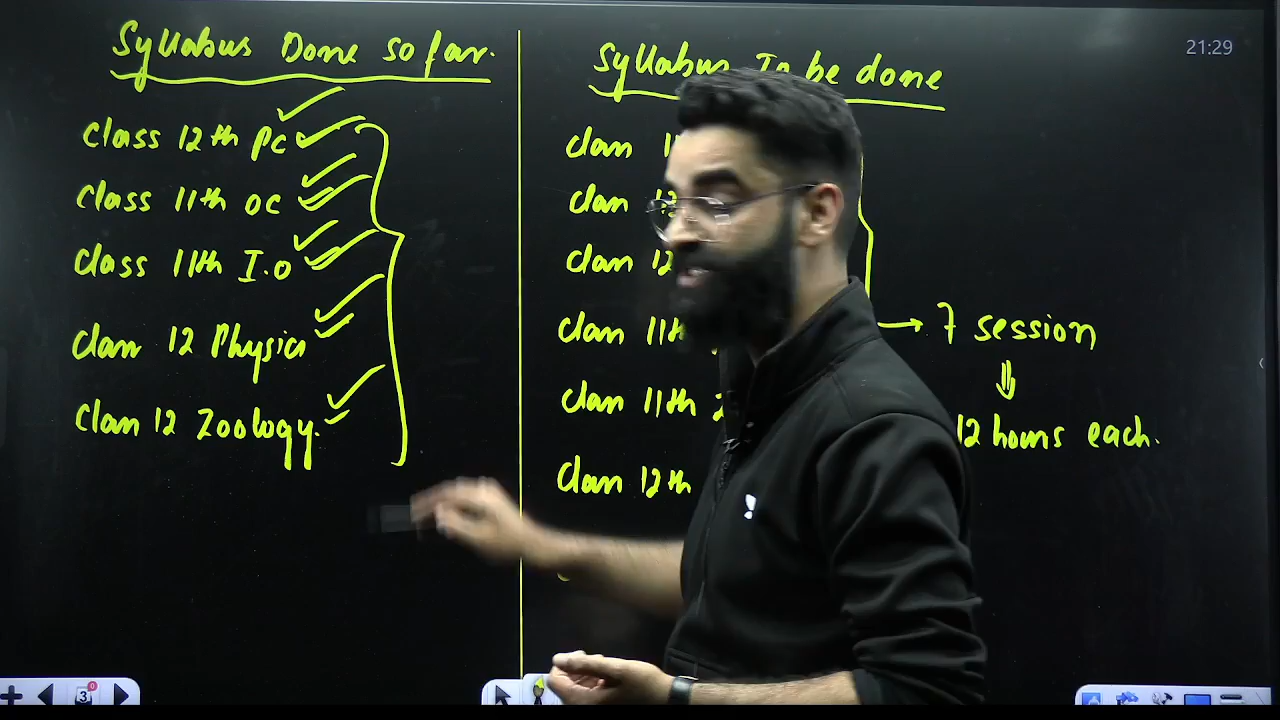 Syllabus Done so far.
class 12th PC
class 11th OC
class 11th I.O
clan 12 Physics
clan 12 Zoology.
Syllabus To be done
21:29
clan
clan
clan 12
clan 11th
clan 11th
clan 12th
7 session
12 hours each.
3
0